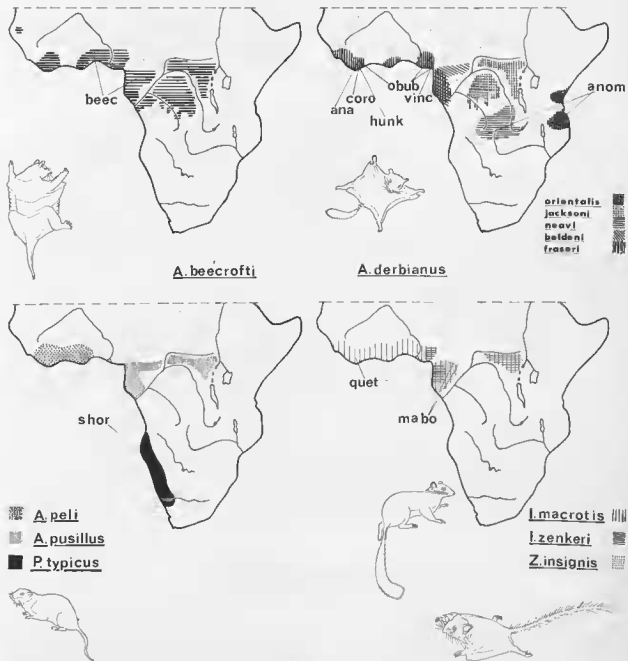 beec
A.beecrofti
ana
coro
hunk
obub
vinc
anom
orientalis
jacksoni
neavi
beldeni
fraseri
A.derbianus
shor
A.peli
A.pusillus
P.typicus
quet
mabo
I.macrotis
I.zenkeri
Z.insignis